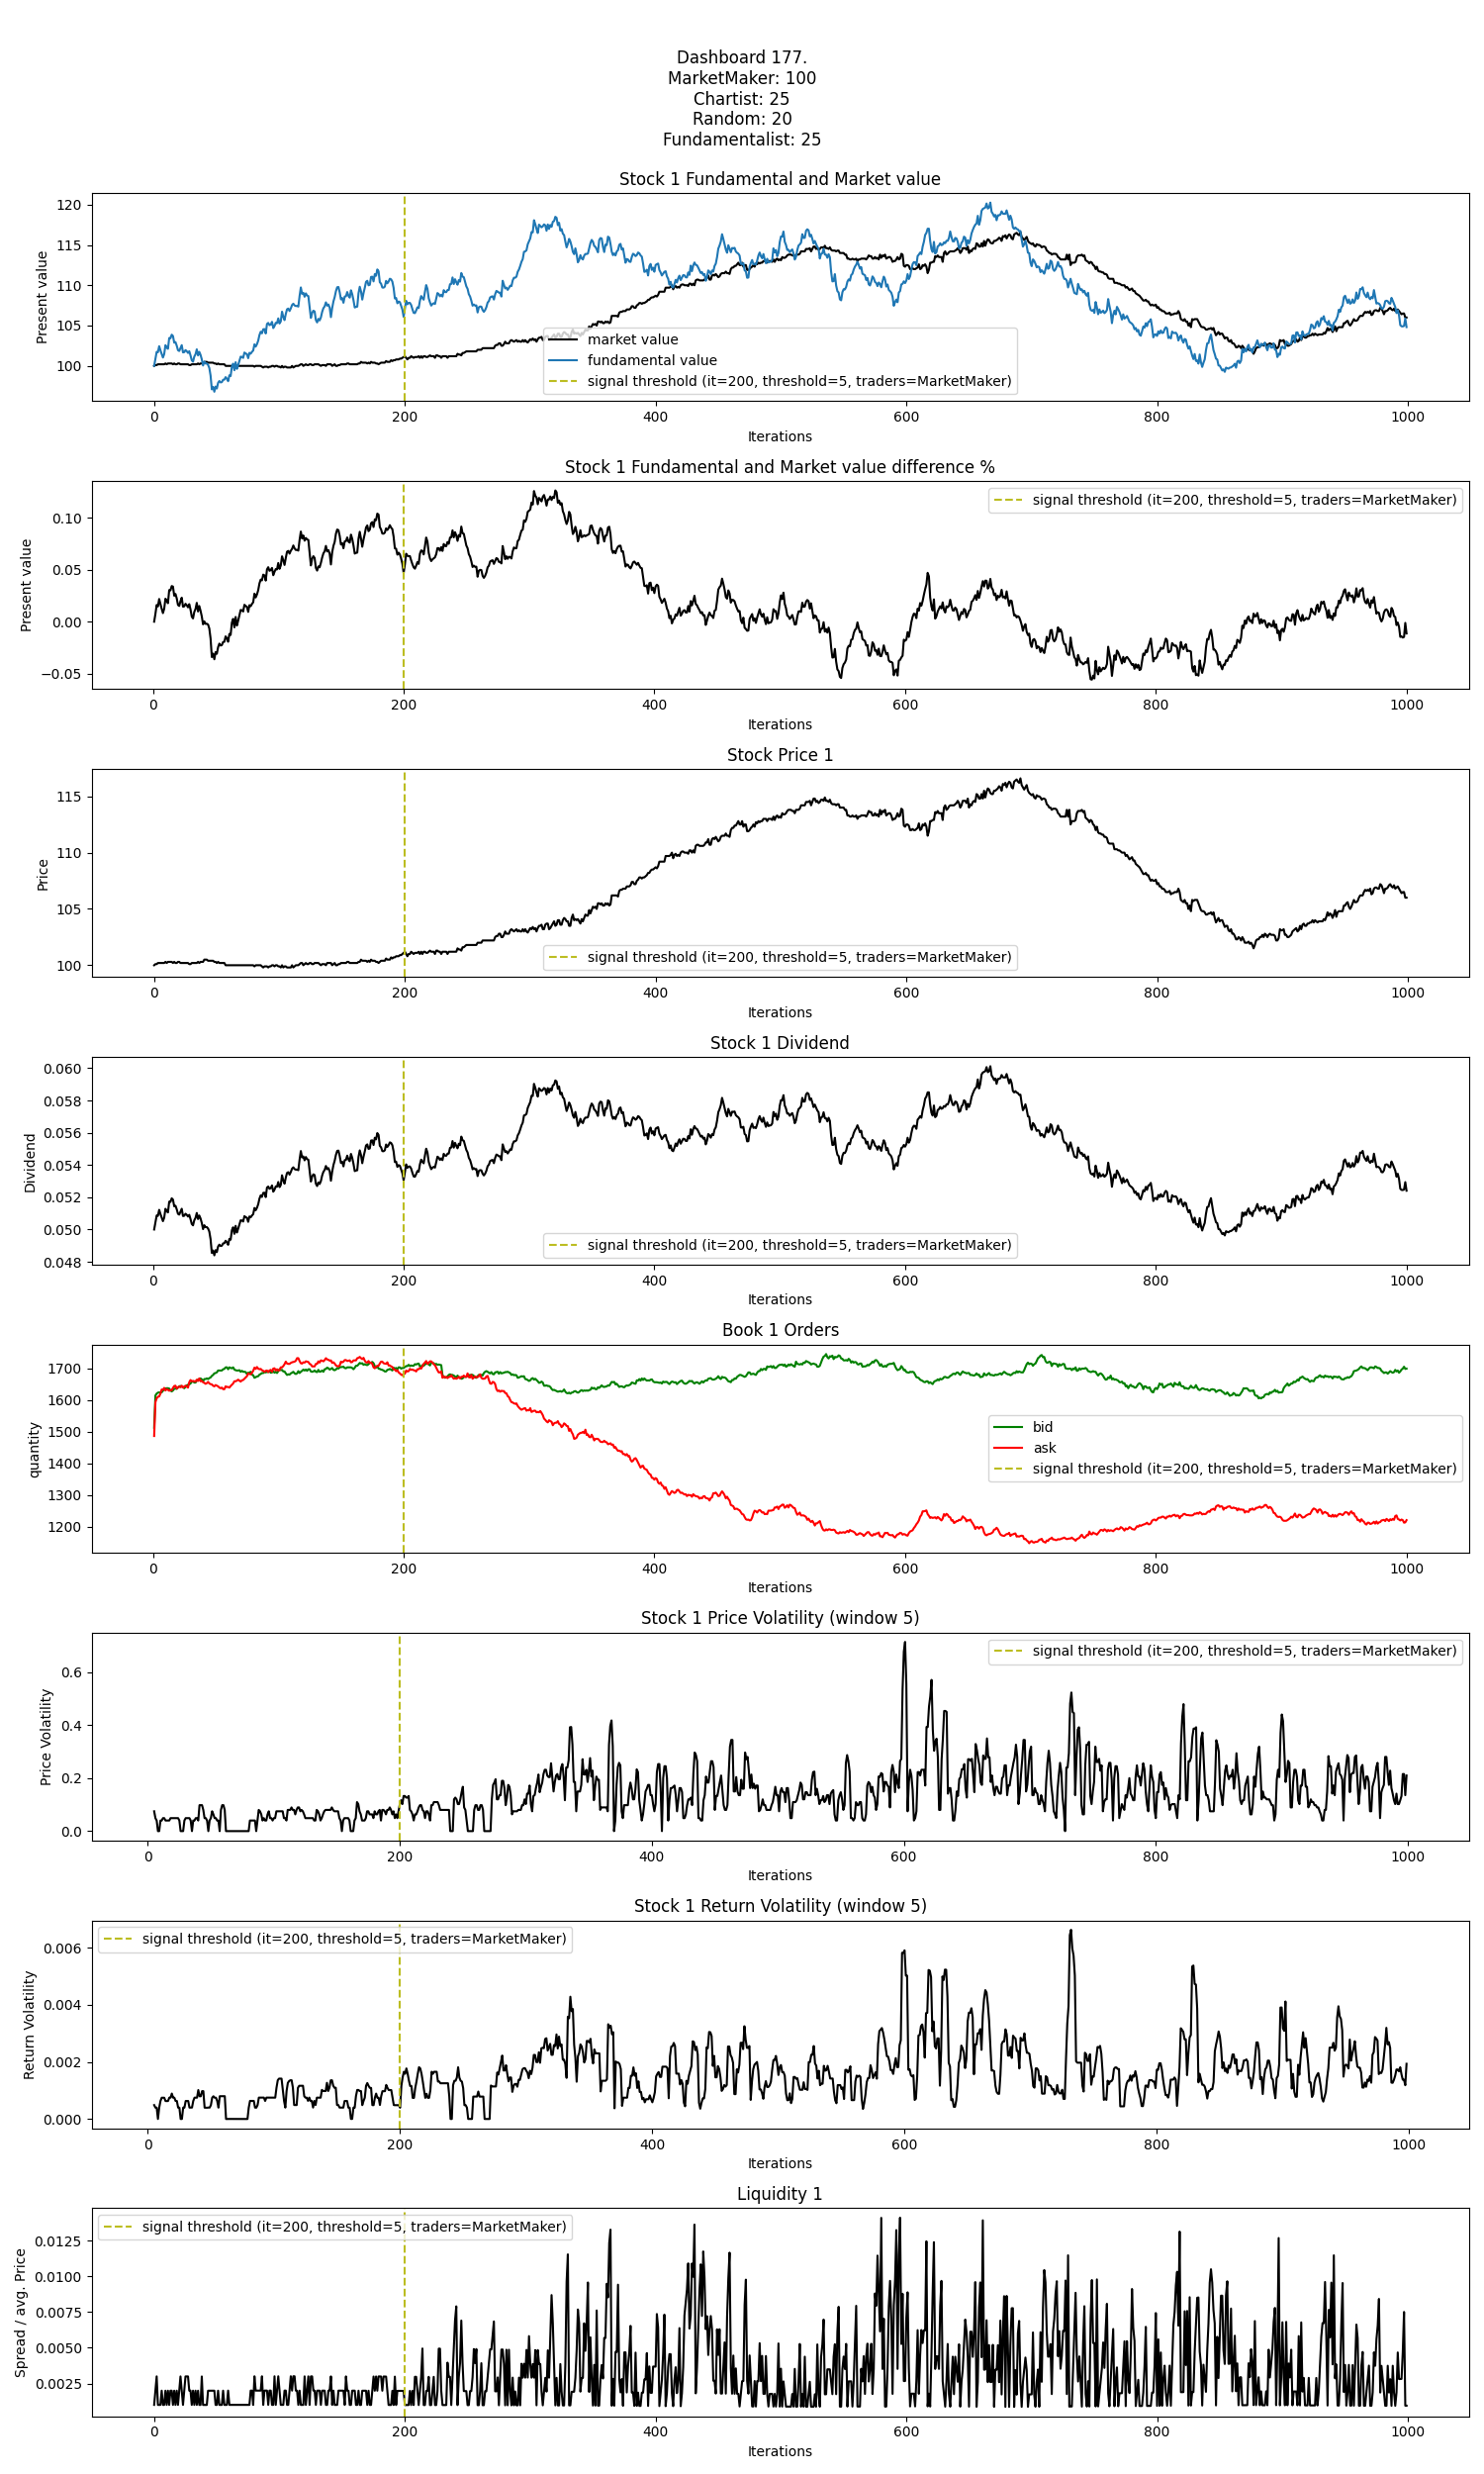 Dashboard 177.
MarketMaker: 100
Chartist: 25
Random: 20
Fundamentalist: 25
Stock 1 Fundamental and Market value
Present value
120
115
110
105
100
market value
fundamental value
signal threshold (it=200, threshold=5, traders=MarketMaker)
0 200 400 600 800 1000
Iterations
Stock 1 Fundamental and Market value difference %
Present value
0.10
0.05
0.00
−0.05
signal threshold (it=200, threshold=5, traders=MarketMaker)
0 200 400 600 800 1000
Iterations
Stock Price 1
Price
115
110
105
100
signal threshold (it=200, threshold=5, traders=MarketMaker)
0 200 400 600 800 1000
Iterations
Stock 1 Dividend
Dividend
0.060
0.058
0.056
0.054
0.052
0.050
0.048
signal threshold (it=200, threshold=5, traders=MarketMaker)
0 200 400 600 800 1000
Iterations
Book 1 Orders
quantity
1700
1600
1500
1400
1300
1200
bid
ask
signal threshold (it=200, threshold=5, traders=MarketMaker)
0 200 400 600 800 1000
Iterations
Stock 1 Price Volatility (window 5)
Price Volatility
0.6
0.4
0.2
0.0
signal threshold (it=200, threshold=5, traders=MarketMaker)
0 200 400 600 800 1000
Iterations
Stock 1 Return Volatility (window 5)
Return Volatility
0.006
0.004
0.002
0.000
signal threshold (it=200, threshold=5, traders=MarketMaker)
0 200 400 600 800 1000
Iterations
Liquidity 1
Spread / avg. Price
0.0125
0.0100
0.0075
0.0050
0.0025
signal threshold (it=200, threshold=5, traders=MarketMaker)
0 200 400 600 800 1000
Iterations